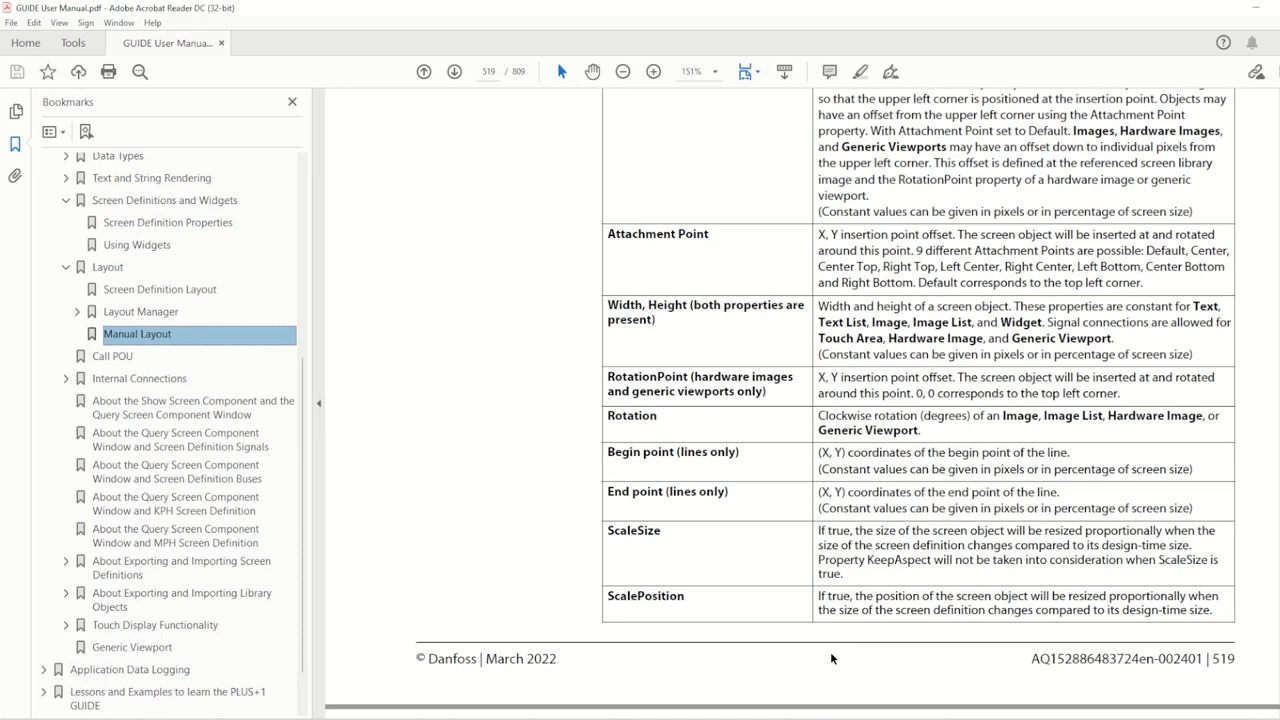 GUIDE User Manual.pdf - Adobe Acrobat Reader DC (32-bit)
File Edit View Sign Window Help
Home Tools GUIDE User Manua... ×
519 / 809 151%
Bookmarks
Data Types
Text and String Rendering
Screen Definitions and Widgets
Screen Definition Properties
Using Widgets
Layout
Screen Definition Layout
Layout Manager
Manual Layout
Call POU
Internal Connections
About the Show Screen Component and the
Query Screen Component Window
About the Query Screen Component
Window and Screen Definition Signals
About the Query Screen Component
Window and Screen Definition Buses
About the Query Screen Component
Window and KPH Screen Definition
About the Query Screen Component
Window and MPH Screen Definition
About Exporting and Importing Screen
Definitions
About Exporting and Importing Library
Objects
Touch Display Functionality
Generic Viewport
Application Data Logging
Lessons and Examples to learn the PLUS+1
GUIDE
so that the upper left corner is positioned at the insertion point. Objects may
have an offset from the upper left corner using the Attachment Point
property. With Attachment Point set to Default. Images, Hardware Images,
and Generic Viewports may have an offset down to individual pixels from
the upper left corner. This offset is defined at the referenced screen library
image and the RotationPoint property of a hardware image or generic
viewport.
(Constant values can be given in pixels or in percentage of screen size)
Attachment Point
X, Y insertion point offset. The screen object will be inserted at and rotated
around this point. 9 different Attachment Points are possible: Default, Center,
Center Top, Right Top, Left Center, Right Center, Left Bottom, Center Bottom
and Right Bottom. Default corresponds to the top left corner.
Width, Height (both properties are
present)
Width and height of a screen object. These properties are constant for Text,
Text List, Image, Image List, and Widget. Signal connections are allowed for
Touch Area, Hardware Image, and Generic Viewport.
(Constant values can be given in pixels or in percentage of screen size)
RotationPoint (hardware images
and generic viewports only)
X, Y insertion point offset. The screen object will be inserted at and rotated
around this point. 0, 0 corresponds to the top left corner.
Rotation
Clockwise rotation (degrees) of an Image, Image List, Hardware Image, or
Generic Viewport.
Begin point (lines only)
(X, Y) coordinates of the begin point of the line.
(Constant values can be given in pixels or in percentage of screen size)
End point (lines only)
(X, Y) coordinates of the end point of the line.
(Constant values can be given in pixels or in percentage of screen size)
ScaleSize
If true, the size of the screen object will be resized proportionally when the
size of the screen definition changes compared to its design-time size.
Property KeepAspect will not be taken into consideration when ScaleSize is
true.
ScalePosition
If true, the position of the screen object will be resized proportionally when
the size of the screen definition changes compared to its design-time size.
© Danfoss | March 2022
AQ152886483724en-002401 | 519